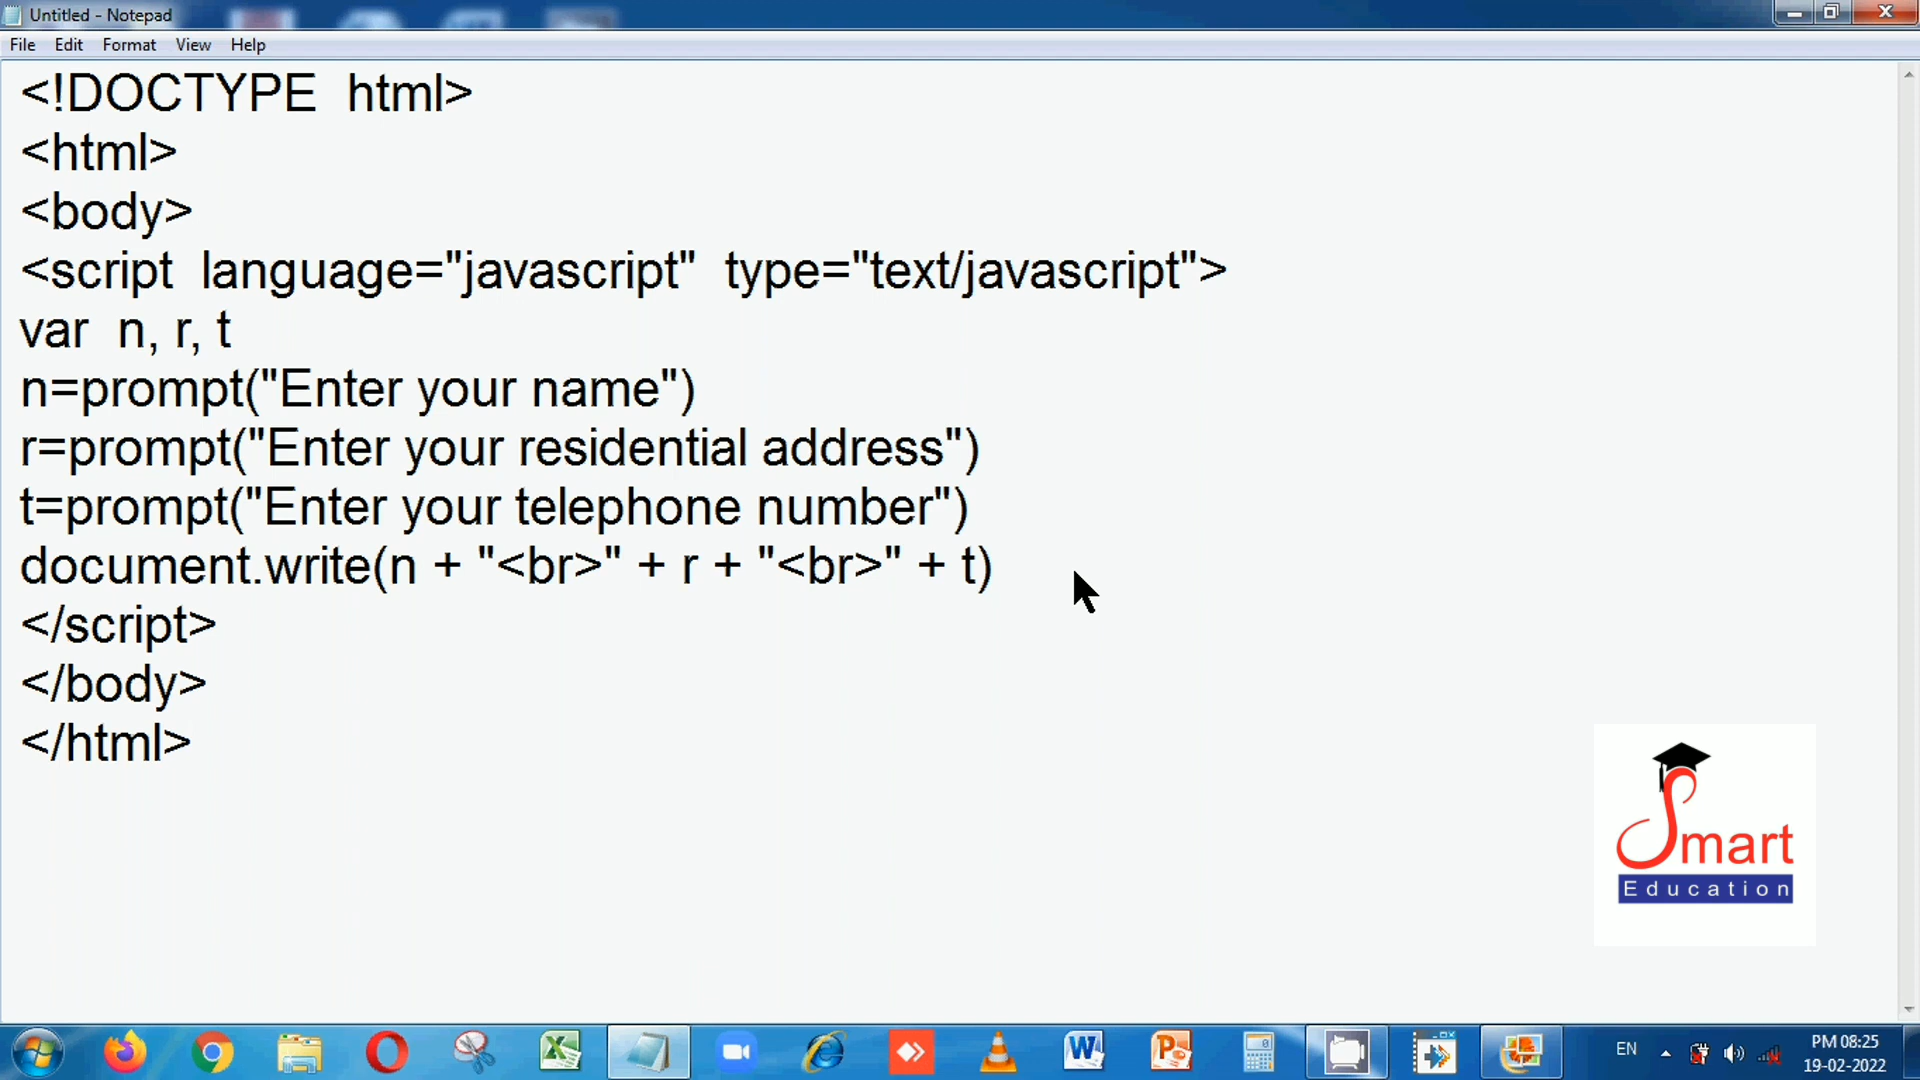 Untitled - Notepad
File Edit Format View Help
<!DOCTYPE  html>
<html>
<body>
<script  language="javascript"  type="text/javascript">
var  n, r, t
n=prompt("Enter your name")
r=prompt("Enter your residential address")
t=prompt("Enter your telephone number")
document.write(n + "<br>" + r + "<br>" + t)
</script>
</body>
</html>
Smart
Education
EN
PM 08:25
19-02-2022